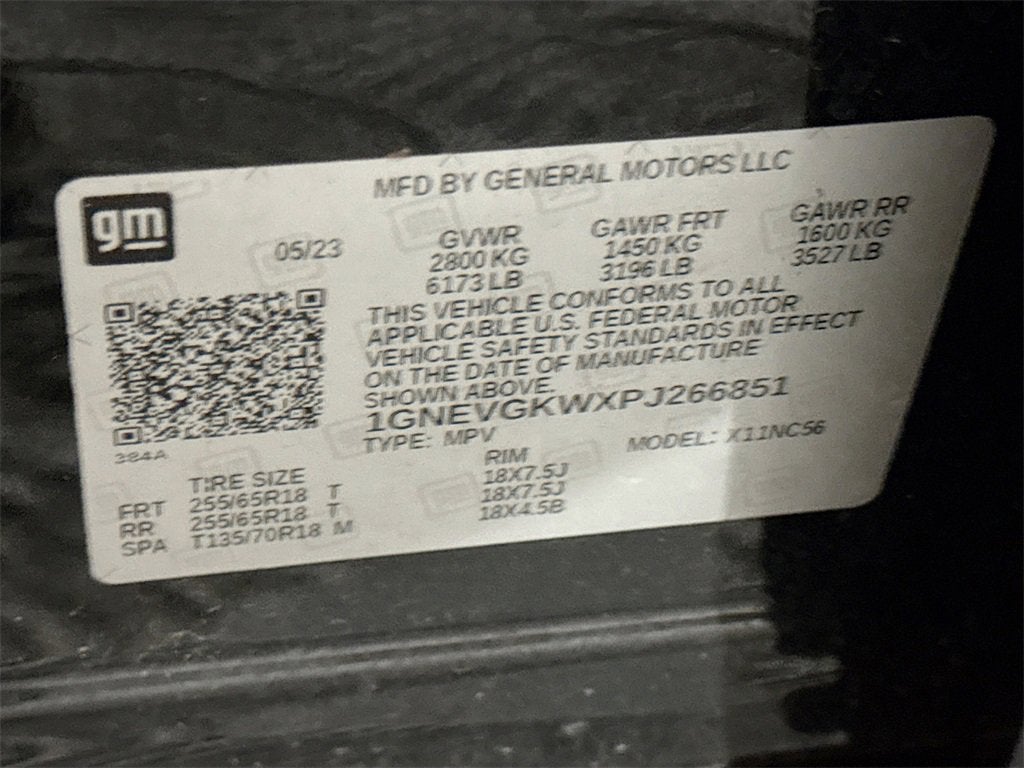 MFD BY GENERAL MOTORS LLC
gm
05/23
GVWR GAWR FRT GAWR RR
2800 KG 1450 KG 1600 KG
6173 LB 3196 LB 3527 LB
THIS VEHICLE CONFORMS TO ALL
APPLICABLE U.S. FEDERAL MOTOR
VEHICLE SAFETY STANDARDS IN EFFECT
ON THE DATE OF MANUFACTURE
SHOWN ABOVE.
1GNEVGKWXPJ266851
TYPE: MPV MODEL: X11NC56
384A
TIRE SIZE RIM
FRT 255/65R18 T 18X7.5J
RR 255/65R18 T 18X7.5J
SPA T135/70R18 M 18X4.5B